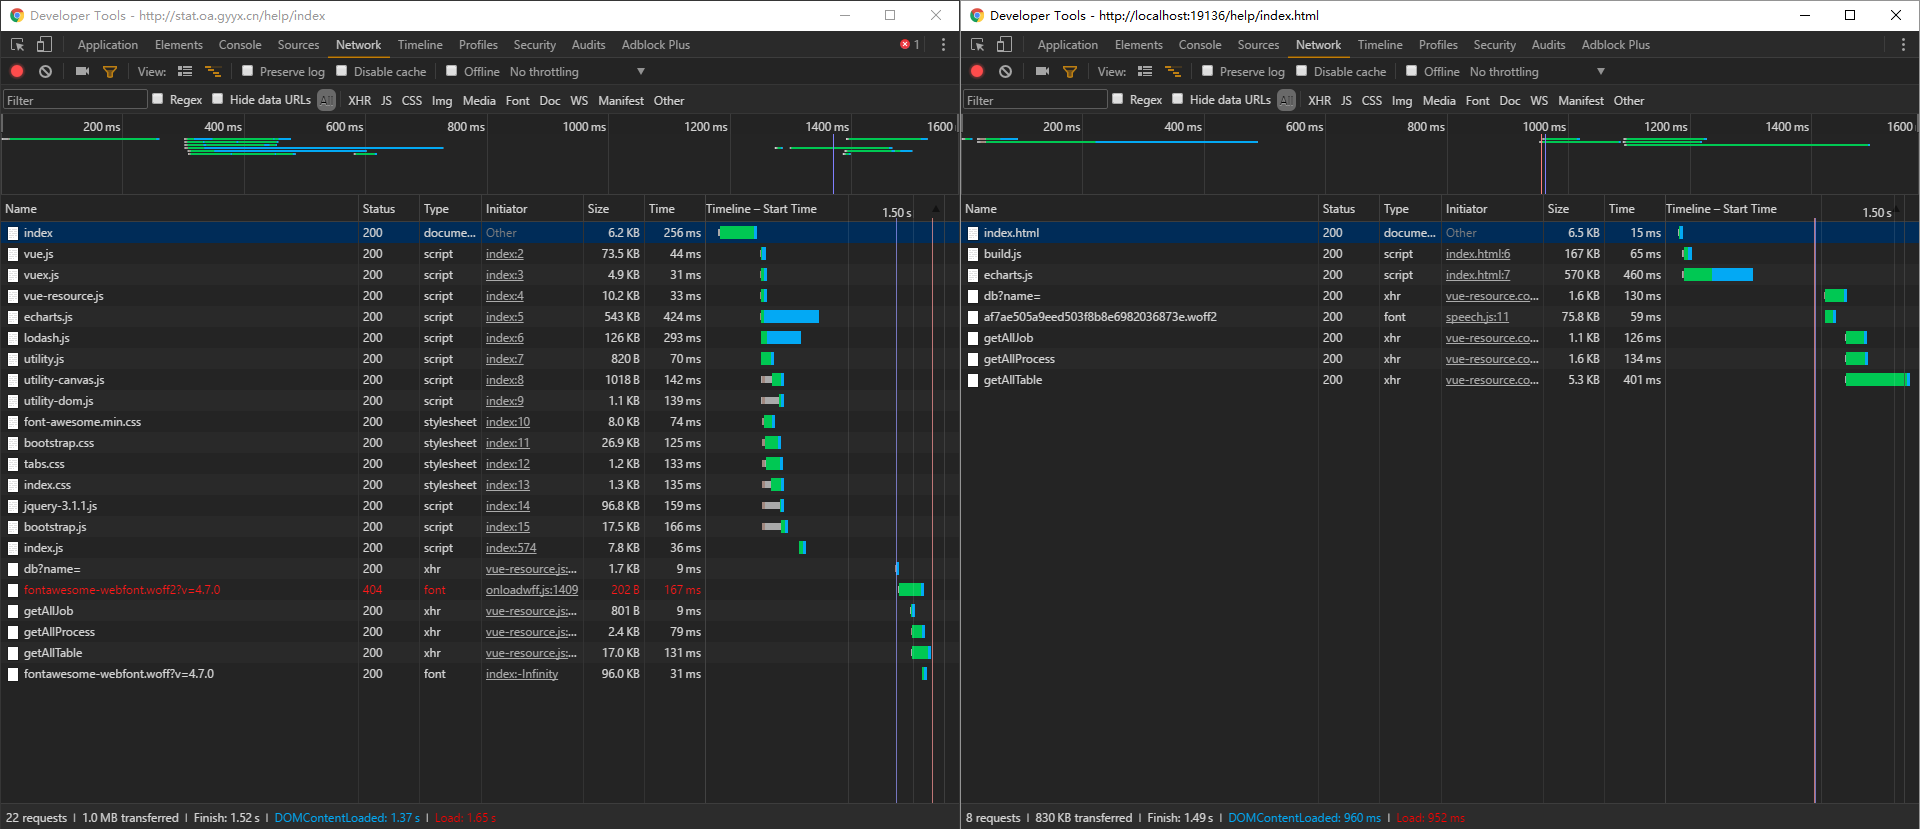 Developer Tools - http://stat.oa.gyyx.cn/help/index
Application Elements Console Sources Network Timeline Profiles Security Audits Adblock Plus 1
View: Preserve log Disable cache Offline No throttling
Filter Regex Hide data URLs All XHR JS CSS Img Media Font Doc WS Manifest Other
200 ms 400 ms 600 ms 800 ms 1000 ms 1200 ms 1400 ms 1600
Name Status Type Initiator Size Time Timeline – Start Time 1.50 s
index 200 docume... Other 6.2 KB 256 ms
vue.js 200 script index:2 73.5 KB 44 ms
vuex.js 200 script index:3 4.9 KB 31 ms
vue-resource.js 200 script index:4 10.2 KB 33 ms
echarts.js 200 script index:5 543 KB 424 ms
lodash.js 200 script index:6 126 KB 293 ms
utility.js 200 script index:7 820 B 70 ms
utility-canvas.js 200 script index:8 1018 B 142 ms
utility-dom.js 200 script index:9 1.1 KB 139 ms
font-awesome.min.css 200 stylesheet index:10 8.0 KB 74 ms
bootstrap.css 200 stylesheet index:11 26.9 KB 125 ms
tabs.css 200 stylesheet index:12 1.2 KB 133 ms
index.css 200 stylesheet index:13 1.3 KB 135 ms
jquery-3.1.1.js 200 script index:14 96.8 KB 159 ms
bootstrap.js 200 script index:15 17.5 KB 166 ms
index.js 200 script index:574 7.8 KB 36 ms
db?name= 200 xhr vue-resource.js:... 1.7 KB 9 ms
fontawesome-webfont.woff2?v=4.7.0 404 font onloadwff.js:1409 202 B 167 ms
getAllJob 200 xhr vue-resource.js:... 801 B 9 ms
getAllProcess 200 xhr vue-resource.js:... 2.4 KB 79 ms
getAllTable 200 xhr vue-resource.js:... 17.0 KB 131 ms
fontawesome-webfont.woff?v=4.7.0 200 font index:-Infinity 96.0 KB 31 ms
22 requests | 1.0 MB transferred | Finish: 1.52 s | DOMContentLoaded: 1.37 s | Load: 1.65 s
Developer Tools - http://localhost:19136/help/index.html
Application Elements Console Sources Network Timeline Profiles Security Audits Adblock Plus
View: Preserve log Disable cache Offline No throttling
Filter Regex Hide data URLs All XHR JS CSS Img Media Font Doc WS Manifest Other
200 ms 400 ms 600 ms 800 ms 1000 ms 1200 ms 1400 ms 1600
Name Status Type Initiator Size Time Timeline – Start Time 1.50 s
index.html 200 docume... Other 6.5 KB 15 ms
build.js 200 script index.html:6 167 KB 65 ms
echarts.js 200 script index.html:7 570 KB 460 ms
db?name= 200 xhr vue-resource.co... 1.6 KB 130 ms
af7ae505a9eed503f8b8e6982036873e.woff2 200 font speech.js:11 75.8 KB 59 ms
getAllJob 200 xhr vue-resource.co... 1.1 KB 126 ms
getAllProcess 200 xhr vue-resource.co... 1.6 KB 134 ms
getAllTable 200 xhr vue-resource.co... 5.3 KB 401 ms
8 requests | 830 KB transferred | Finish: 1.49 s | DOMContentLoaded: 960 ms | Load: 952 ms